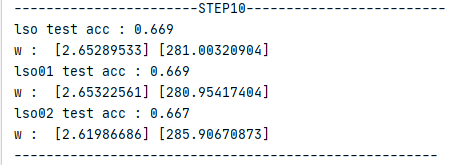 -----------------------STEP10-------------------------
lso test acc : 0.669
w :  [2.65289533] [281.00320904]
lso01 test acc : 0.669
w :  [2.65322561] [280.95417404]
lso02 test acc : 0.667
w :  [2.61986686] [285.90670873]
----------------------------------------------------